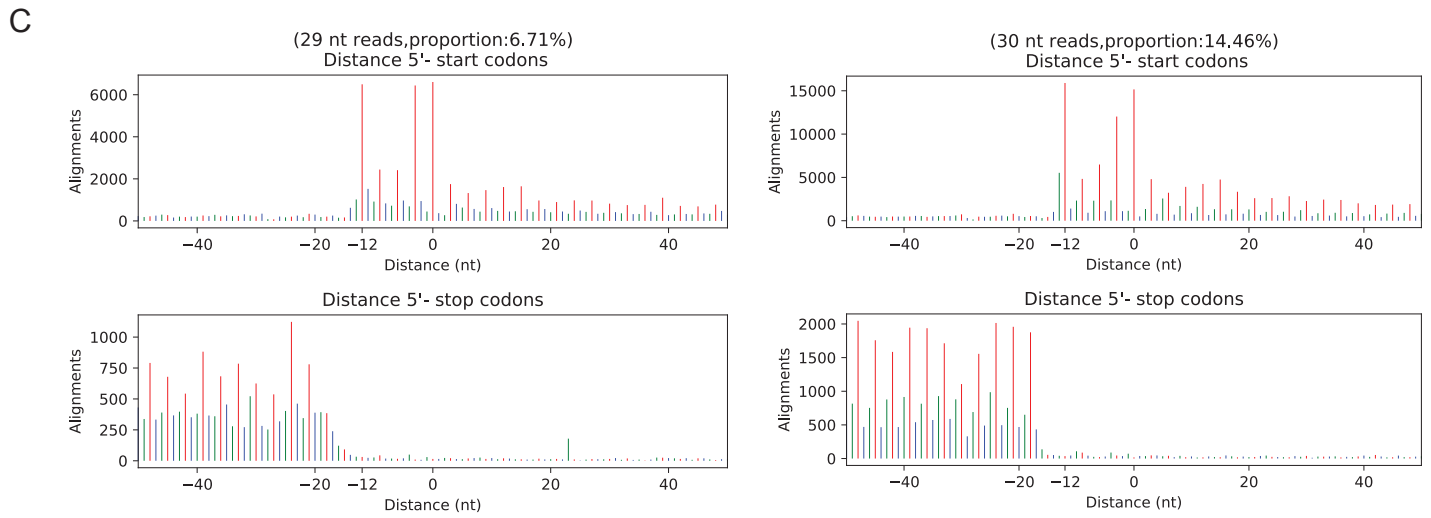 C
(29 nt reads,proportion:6.71%)
Distance 5'- start codons
Alignments
6000
4000
2000
0
−40
−20
−12
0
20
40
Distance (nt)
(30 nt reads,proportion:14.46%)
Distance 5'- start codons
Alignments
15000
10000
5000
0
−40
−20
−12
0
20
40
Distance (nt)
Distance 5'- stop codons
Alignments
1000
750
500
250
0
−40
−20
−12
0
20
40
Distance (nt)
Distance 5'- stop codons
Alignments
2000
1500
1000
500
0
−40
−20
−12
0
20
40
Distance (nt)